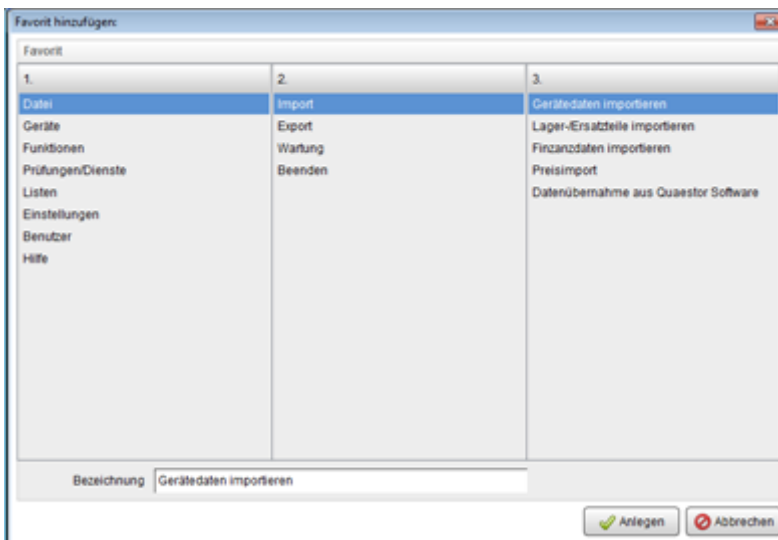 Favorit hinzufügen:
Favorit
1. 2. 3.
Datei Import Gerätedaten importieren
Geräte Export Lager-/Ersatzteile importieren
Funktionen Wartung Finzanzdaten importieren
Prüfungen/Dienste Beenden Preisimport
Listen Datenübernahme aus Quaestor Software
Einstellungen
Benutzer
Hilfe
Bezeichnung Gerätedaten importieren
Anlegen Abbrechen